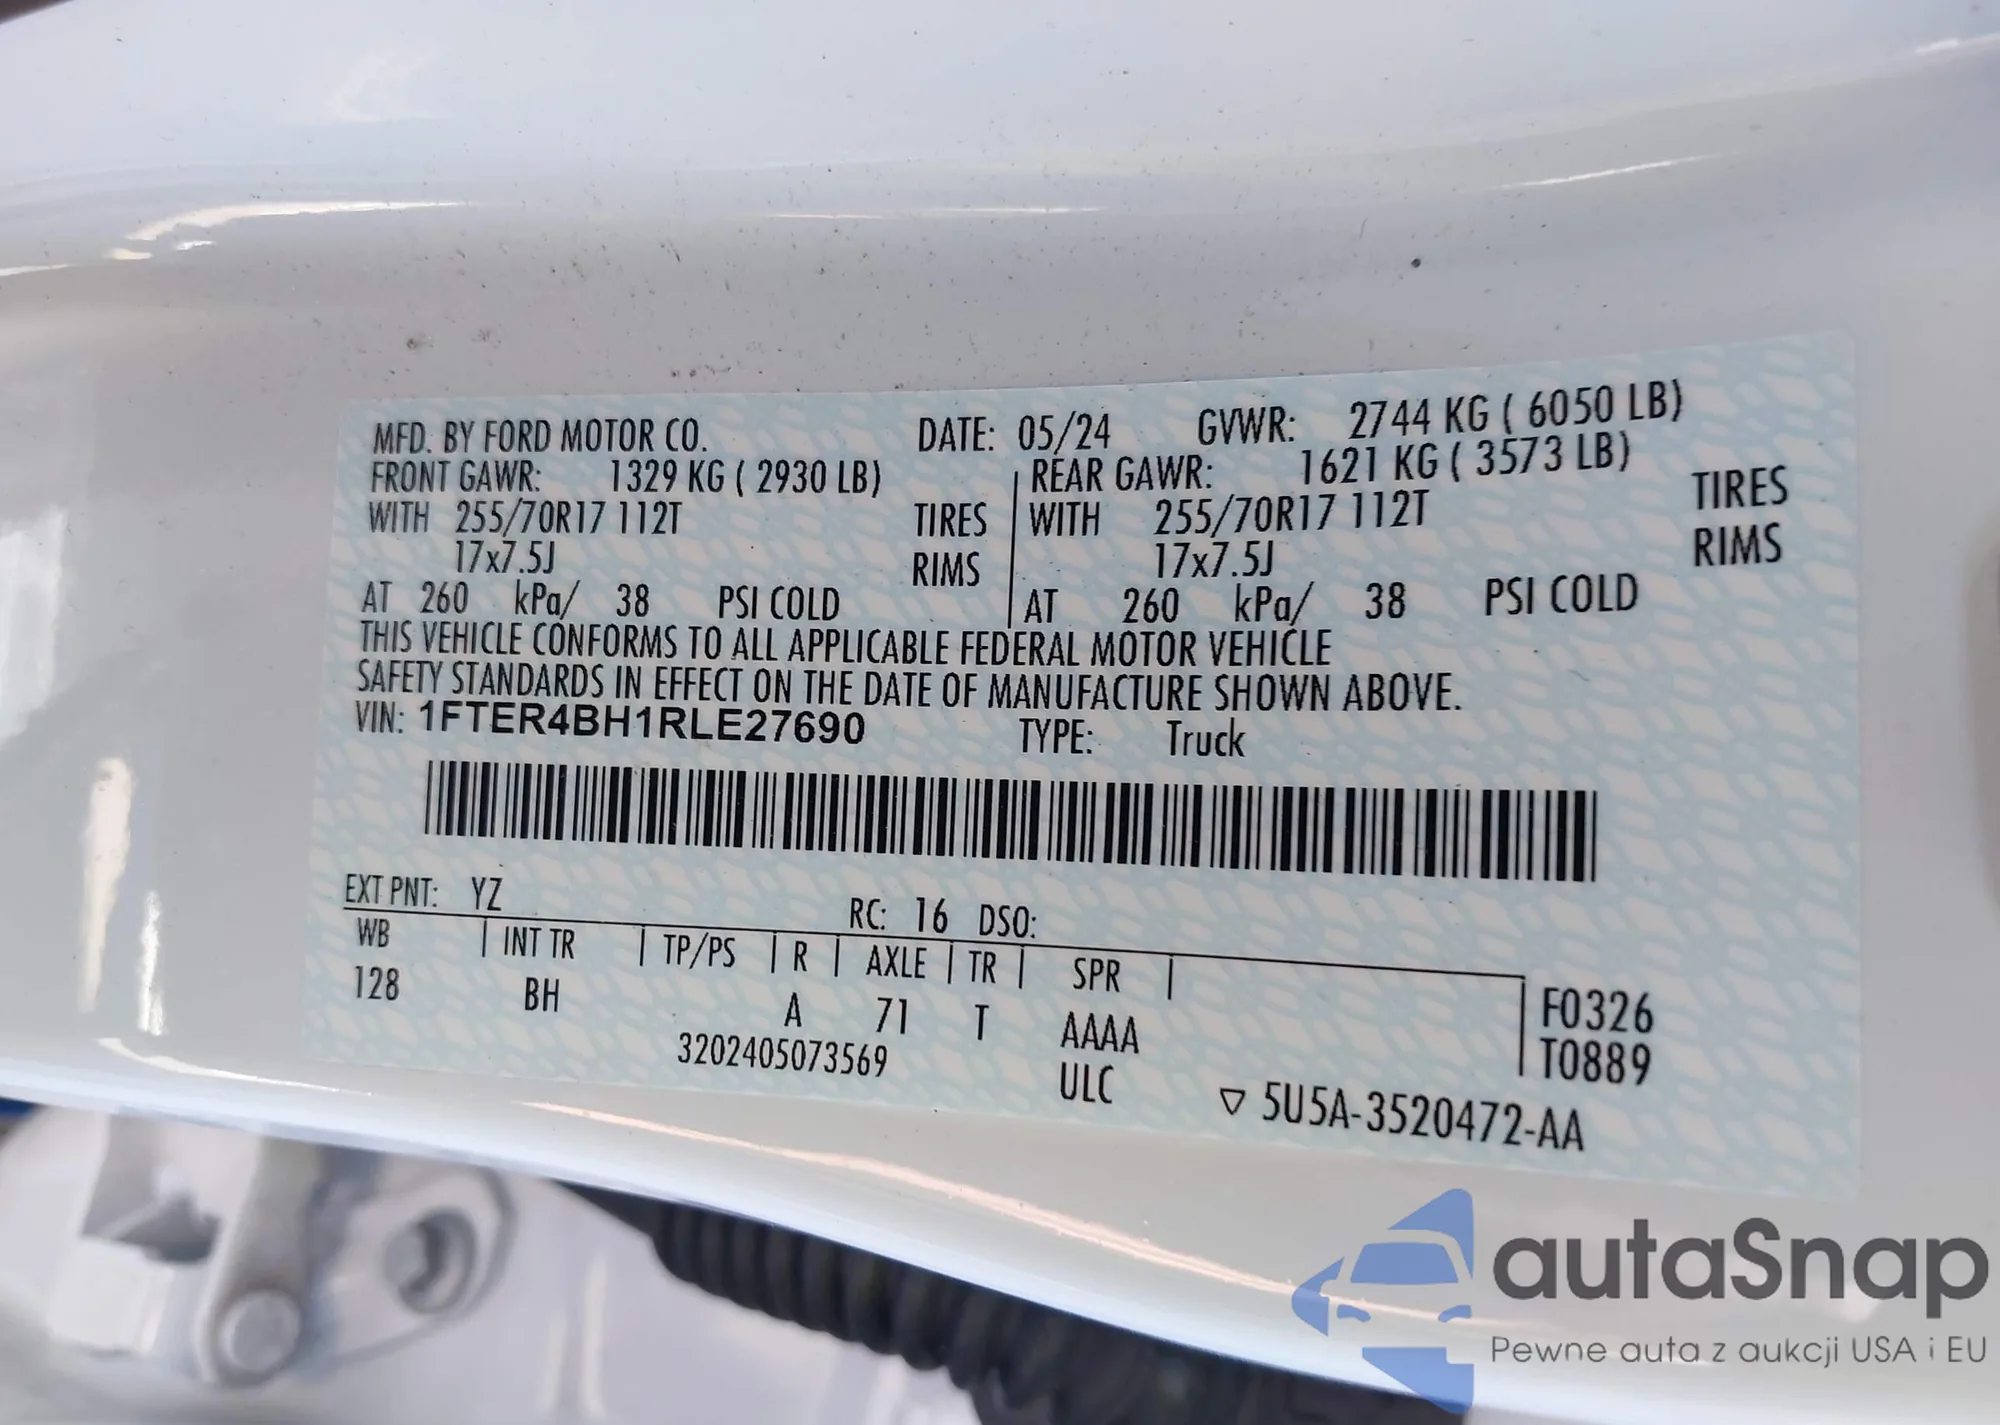 MFD. BY FORD MOTOR CO. DATE: 05/24 GVWR: 2744 KG ( 6050 LB)
FRONT GAWR: 1329 KG ( 2930 LB) REAR GAWR: 1621 KG ( 3573 LB)
WITH 255/70R17 112T TIRES WITH 255/70R17 112T TIRES
17x7.5J RIMS 17x7.5J RIMS
AT 260 kPa/ 38 PSI COLD AT 260 kPa/ 38 PSI COLD
THIS VEHICLE CONFORMS TO ALL APPLICABLE FEDERAL MOTOR VEHICLE
SAFETY STANDARDS IN EFFECT ON THE DATE OF MANUFACTURE SHOWN ABOVE.
VIN: 1FTER4BH1RLE27690 TYPE: Truck
EXT PNT: YZ RC: 16 DSO:
WB INT TR TP/PS R AXLE TR SPR
128 BH A 71 T AAAA F0326
3202405073569 ULC T0889
▽ 5U5A-3520472-AA
autaSnap
Pewne auta z aukcji USA i EU